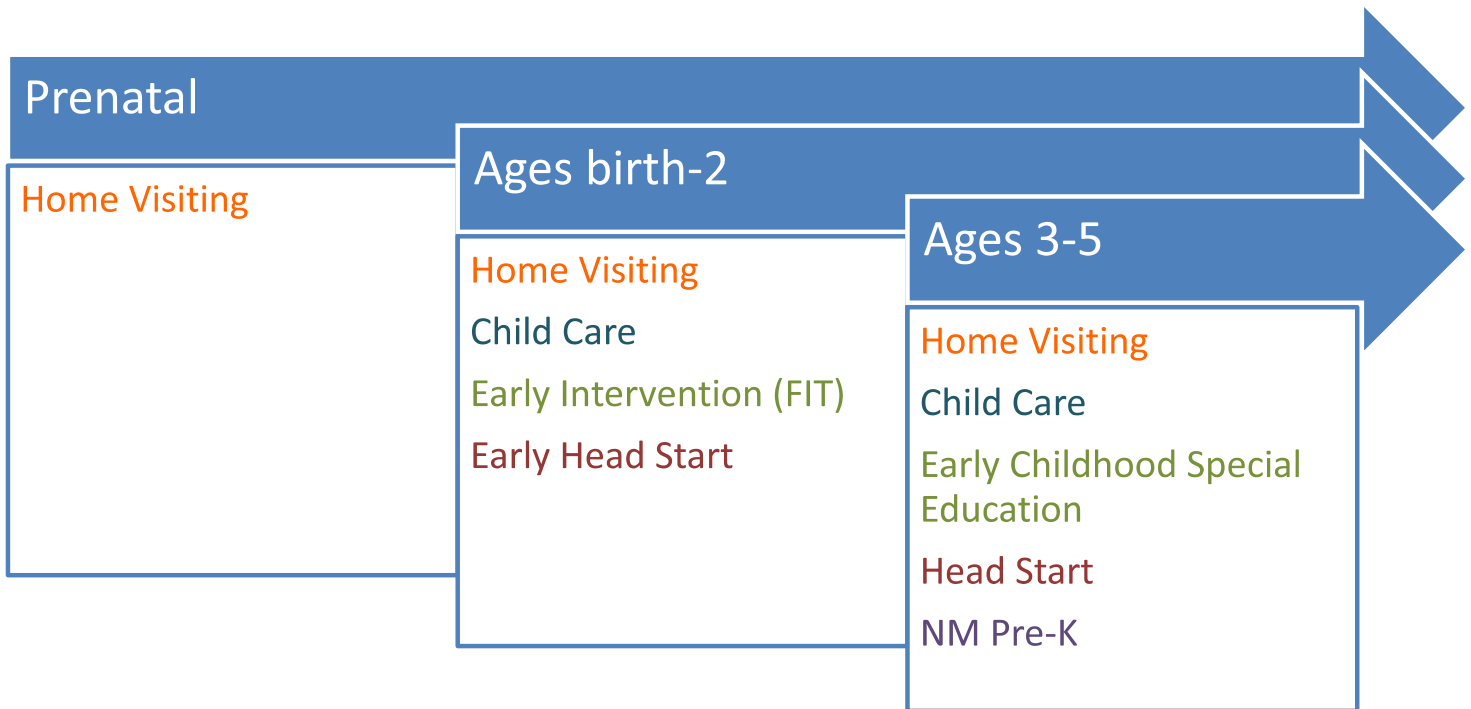 Prenatal
Home Visiting
Ages birth-2
Home Visiting
Child Care
Early Intervention (FIT)
Early Head Start
Ages 3-5
Home Visiting
Child Care
Early Childhood Special
Education
Head Start
NM Pre-K